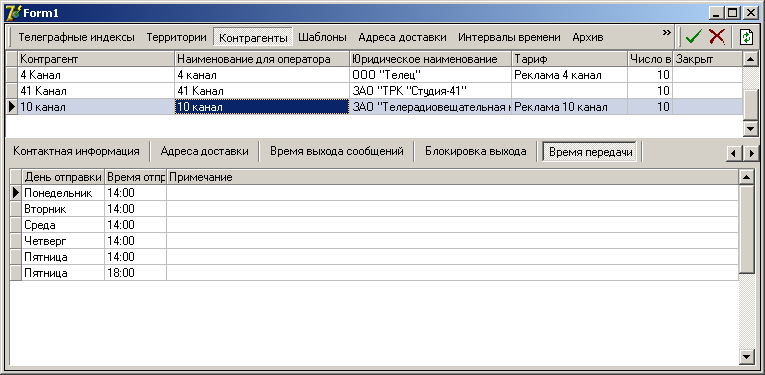 Form1
Телеграфные индексы Территории Контрагенты Шаблоны Адреса доставки Интервалы времени Архив »
Контрагент Наименование для оператора Юридическое наименование Тариф Число в Закрыт
4 Канал 4 канал ООО "Телец" Реклама 4 канал 10
41 Канал 41 Канал ЗАО "ТРК "Студия-41" 10
10 канал 10 канал ЗАО "Телерадиовещательная к Реклама 10 канал 10
Контактная информация Адреса доставки Время выхода сообщений Блокировка выхода Время передачи
День отправки Время отпр Примечание
Понедельник 14:00
Вторник 14:00
Среда 14:00
Четверг 14:00
Пятница 14:00
Пятница 18:00